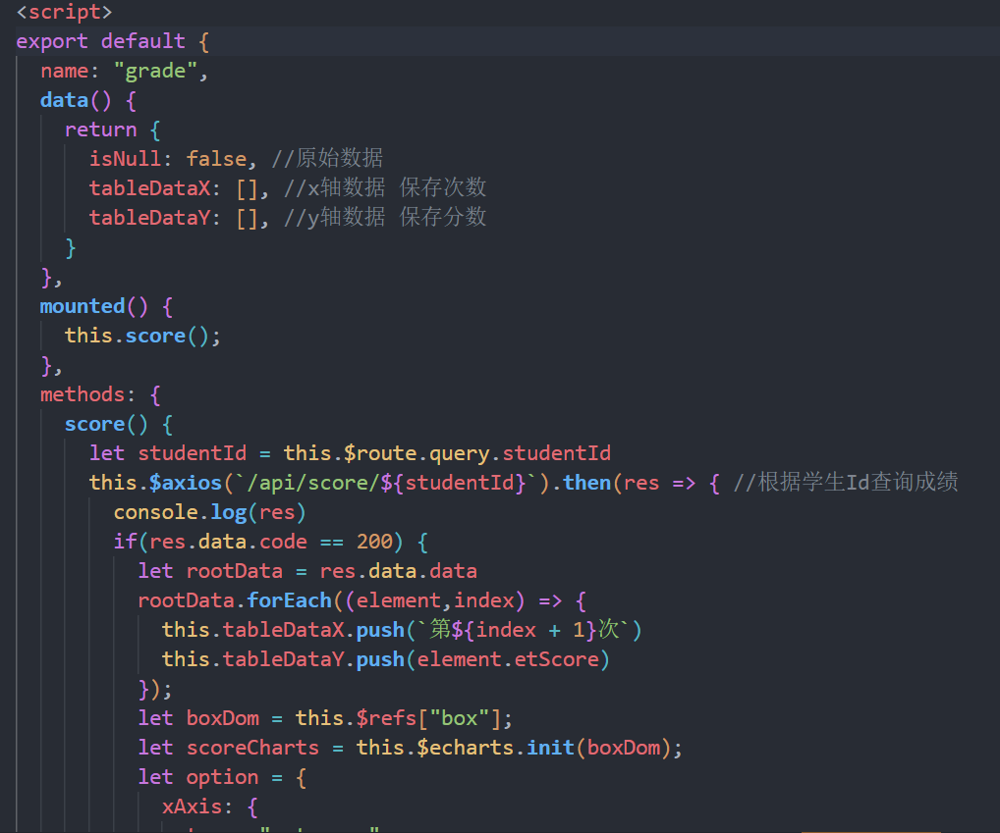 <script>
export default {
name: "grade",
data() {
return {
isNull: false, //原始数据
tableDataX: [], //x轴数据 保存次数
tableDataY: [], //y轴数据 保存分数
}
},
mounted() {
this.score();
},
methods: {
score() {
let studentId = this.$route.query.studentId
this.$axios(`/api/score/${studentId}`).then(res => { //根据学生Id查询成绩
console.log(res)
if(res.data.code == 200) {
let rootData = res.data.data
rootData.forEach((element,index) => {
this.tableDataX.push(`第${index + 1}次`)
this.tableDataY.push(element.etScore)
});
let boxDom = this.$refs["box"];
let scoreCharts = this.$echarts.init(boxDom);
let option = {
xAxis: {